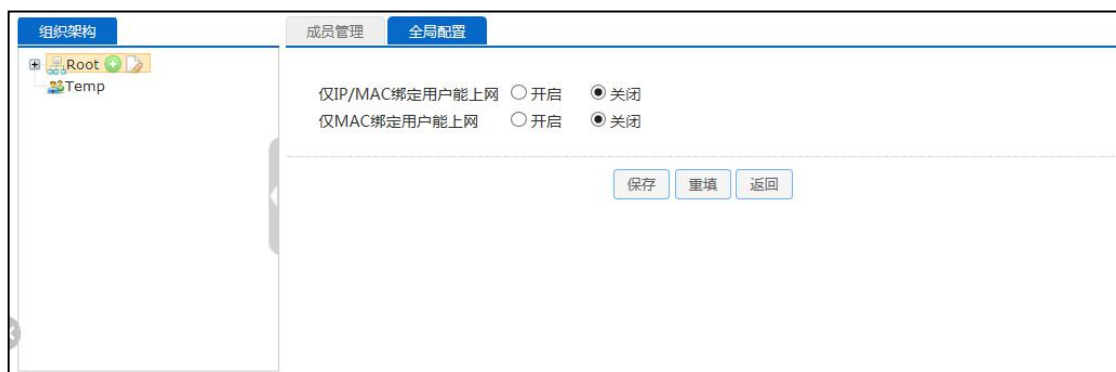 组织架构
Root
Temp
成员管理 全局配置
仅IP/MAC绑定用户能上网 开启 关闭
仅MAC绑定用户能上网 开启 关闭
保存 重填 返回